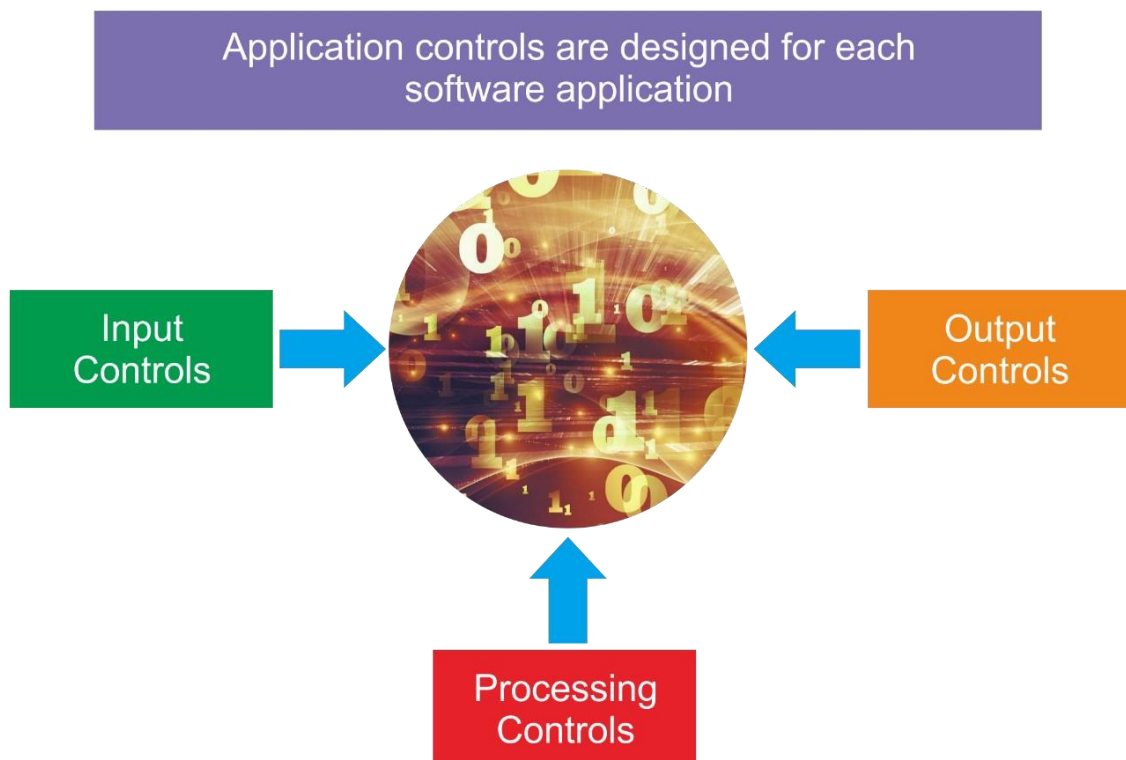 Application controls are designed for each
software application
Input
Controls
Output
Controls
Processing
Controls